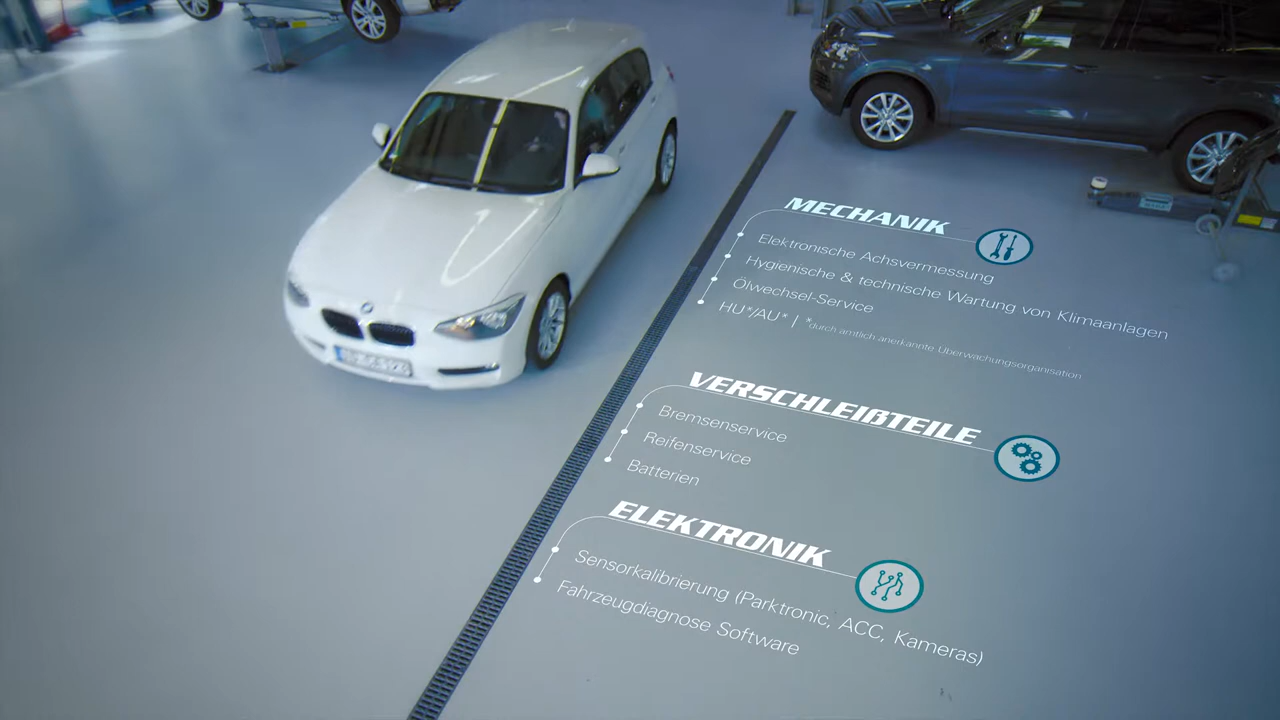 MECHANIK
Elektronische Achsvermessung
Hygienische & technische Wartung von Klimaanlagen
Ölwechsel-Service
HU*/AU* | *durch amtlich anerkannte Überwachungsorganisation
VERSCHLEIßTEILE
Bremsenservice
Reifenservice
Batterien
ELEKTRONIK
Sensorkalibrierung (Parktronic, ACC, Kameras)
Fahrzeugdiagnose Software